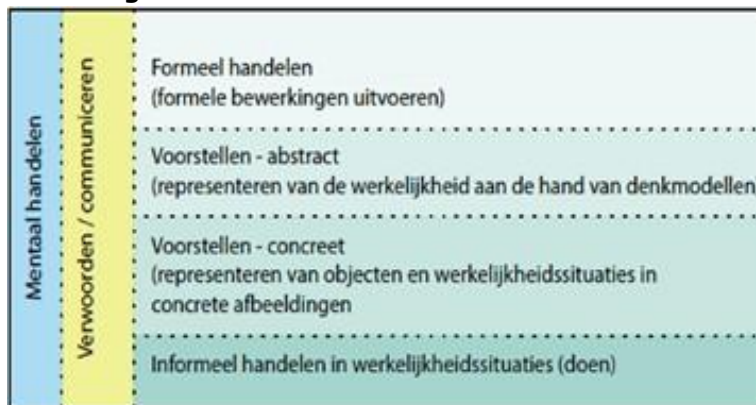 Mentaal handelen
Verwoorden / communiceren
Formeel handelen
(formele bewerkingen uitvoeren)
Voorstellen - abstract
(representeren van de werkelijkheid aan de hand van denkmodellen)
Voorstellen - concreet
(representeren van objecten en werkelijkheidssituaties in
concrete afbeeldingen
Informeel handelen in werkelijkheidssituaties (doen)